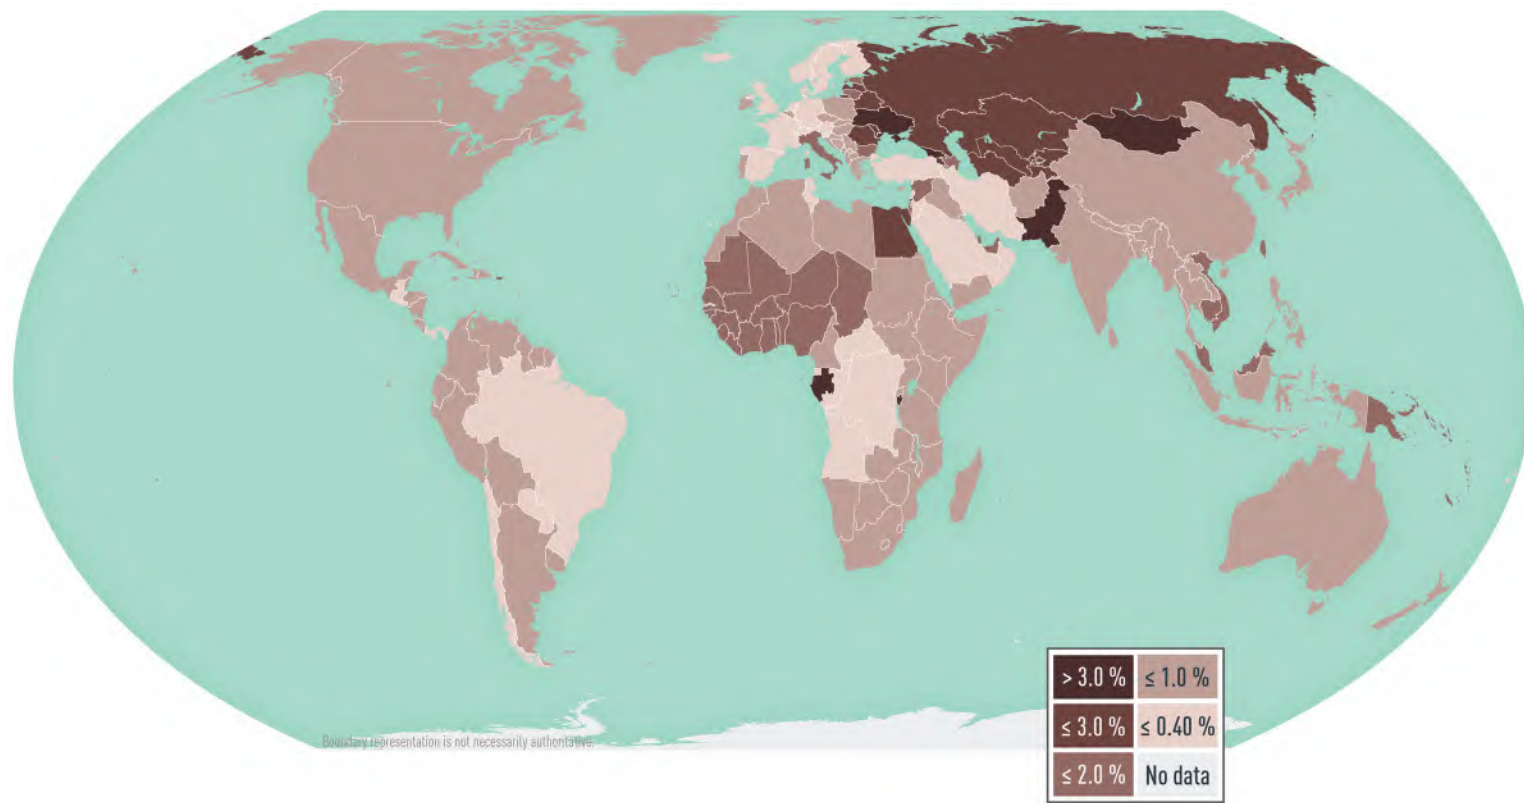 > 3.0 % ≤ 1.0 %
≤ 3.0 % ≤ 0.40 %
≤ 2.0 % No data
Boundary representation is not necessarily authoritative.